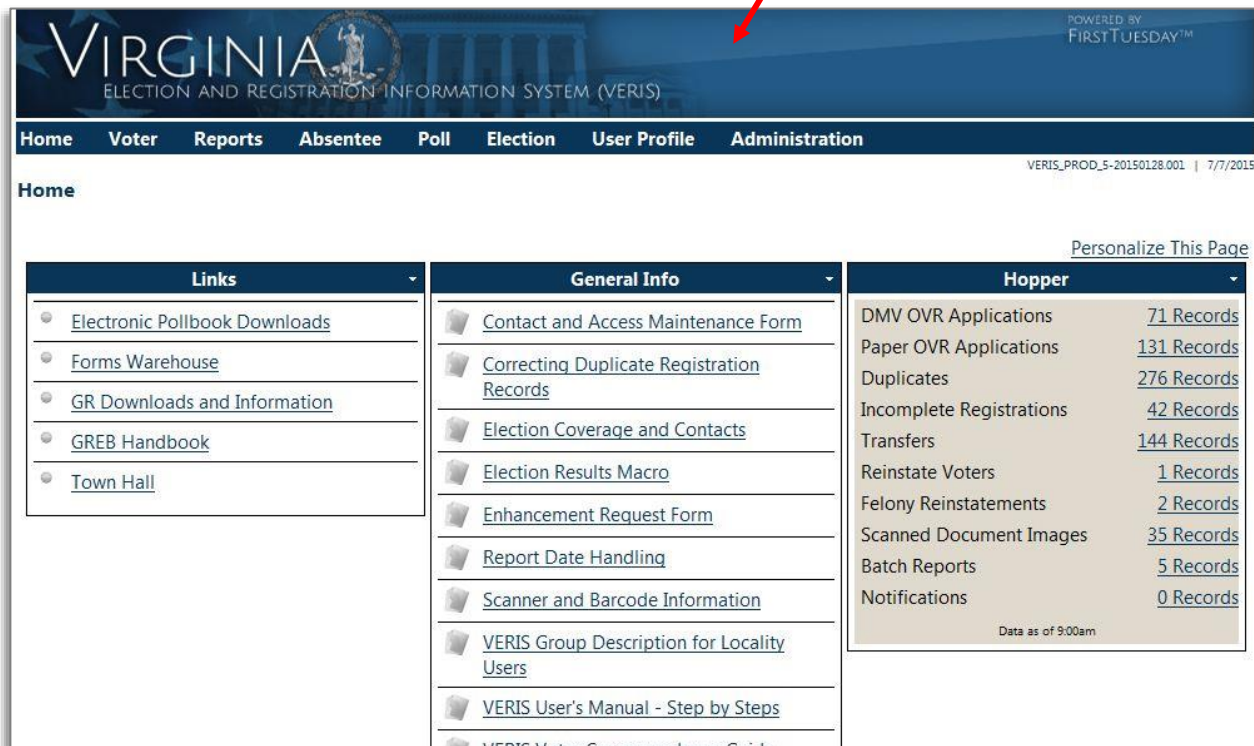 VIRGINIA
ELECTION AND REGISTRATION INFORMATION SYSTEM (VERIS)
POWERED BY
FIRSTTUESDAY™
Home Voter Reports Absentee Poll Election User Profile Administration
VERIS_PROD_5-20150128.001 | 7/7/2015
Home
Personalize This Page
Links
Electronic Pollbook Downloads
Forms Warehouse
GR Downloads and Information
GREB Handbook
Town Hall
General Info
Contact and Access Maintenance Form
Correcting Duplicate Registration
Records
Election Coverage and Contacts
Election Results Macro
Enhancement Request Form
Report Date Handling
Scanner and Barcode Information
VERIS Group Description for Locality
Users
VERIS User's Manual - Step by Steps
VERIS Voter
Hopper
DMV OVR Applications 71 Records
Paper OVR Applications 131 Records
Duplicates 276 Records
Incomplete Registrations 42 Records
Transfers 144 Records
Reinstate Voters 1 Records
Felony Reinstatements 2 Records
Scanned Document Images 35 Records
Batch Reports 5 Records
Notifications 0 Records
Data as of 9:00am